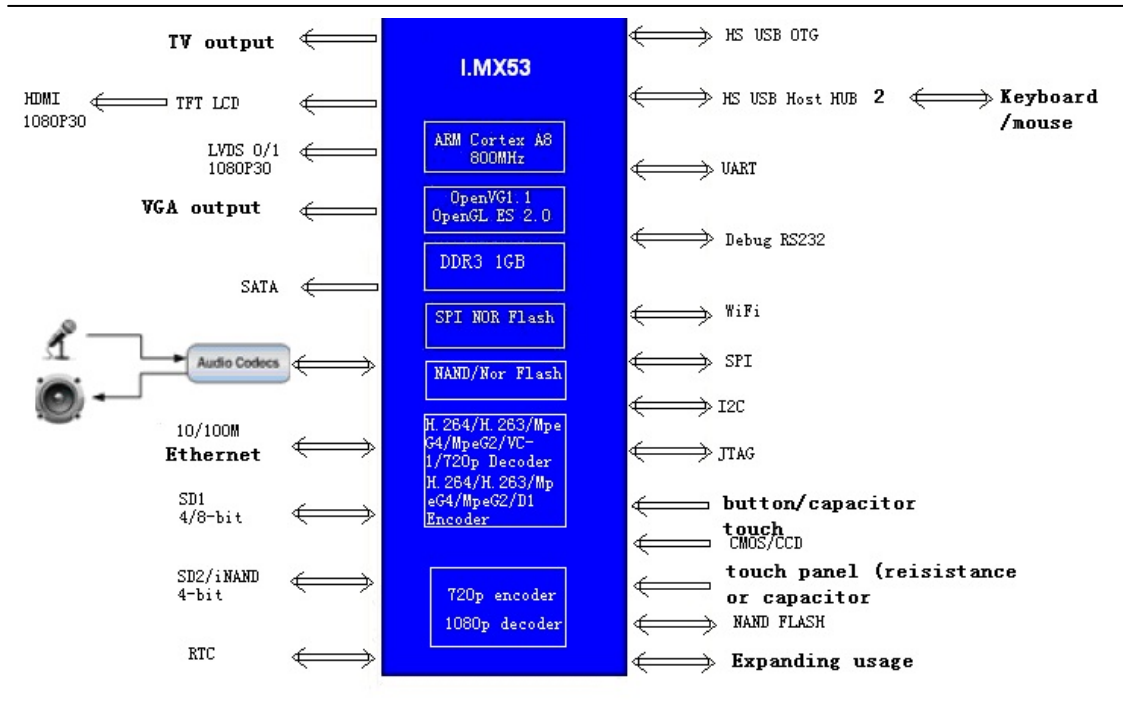 TV output
HDMI
1080P30
TFT LCD
LVDS 0/1
1080P30
VGA output
SATA
Audio Codecs
10/100M
Ethernet
SD1
4/8-bit
SD2/iNAND
4-bit
RTC
I.MX53
ARM Cortex A8
800MHz
OpenVG1.1
OpenGL ES 2.0
DDR3 1GB
SPI NOR Flash
NAND/Nor Flash
H.264/H.263/Mpe
G4/MpeG2/VC-
1/720p Decoder
H.264/H.263/Mp
eG4/MpeG2/D1
Encoder
720p encoder
1080p decoder
HS USB OTG
HS USB Host HUB 2
Keyboard
/mouse
UART
Debug RS232
WiFi
SPI
I2C
JTAG
button/capacitor
touch
CMOS/CCD
touch panel (reisistance
or capacitor
NAND FLASH
Expanding usage